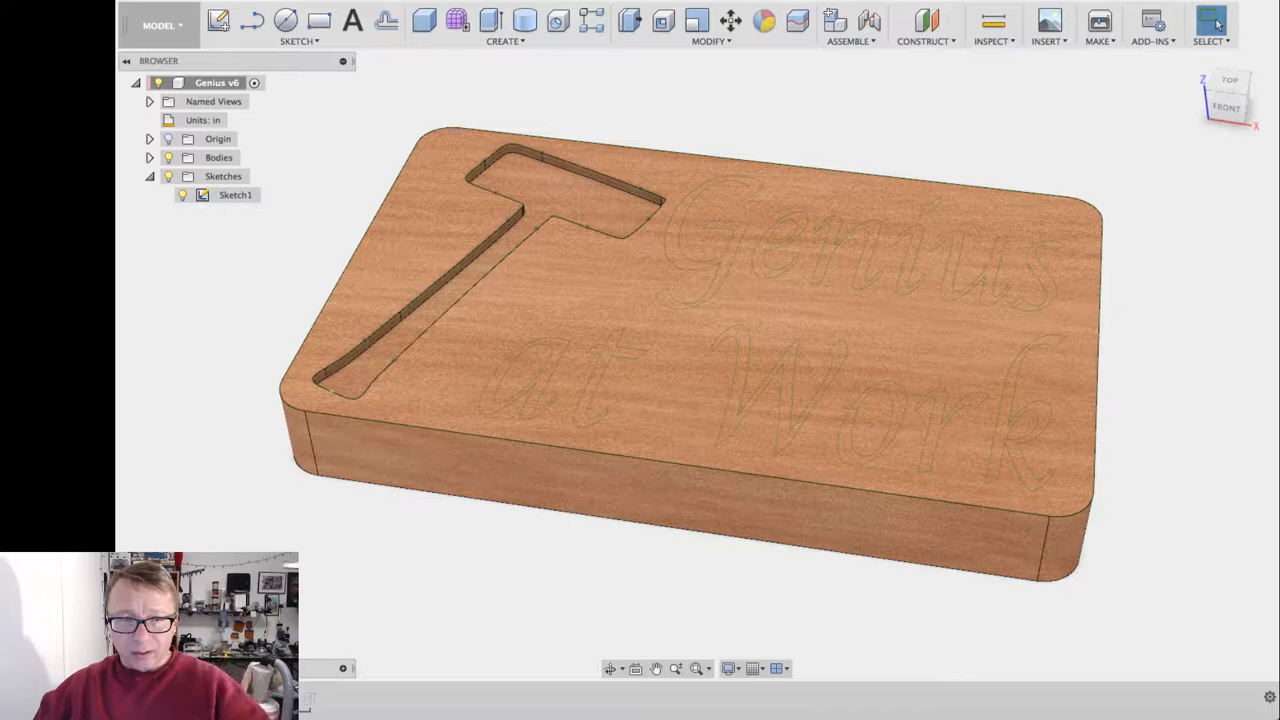 MODEL
SKETCH
CREATE
MODIFY
ASSEMBLE
CONSTRUCT
INSPECT
INSERT
MAKE
ADD-INS
SELECT
BROWSER
Genius v6
Named Views
Units: in
Origin
Bodies
Sketches
Sketch1
TOP
Z
FRONT
X
Genius
at Work